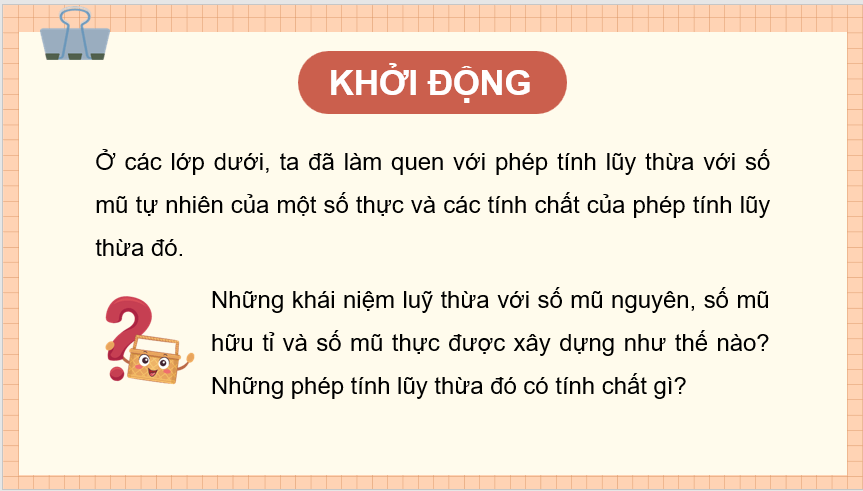 KHỞI ĐỘNG
Ở các lớp dưới, ta đã làm quen với phép tính lũy thừa với số
mũ tự nhiên của một số thực và các tính chất của phép tính lũy
thừa đó.
Những khái niệm luỹ thừa với số mũ nguyên, số mũ
hữu tỉ và số mũ thực được xây dựng như thế nào?
Những phép tính lũy thừa đó có tính chất gì?